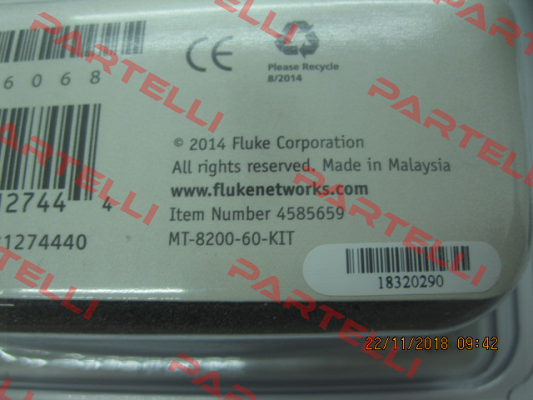 6068
CE
Please Recycle
8/2014
© 2014 Fluke Corporation
All rights reserved. Made in Malaysia
www.flukenetworks.com
Item Number 4585659
MT-8200-60-KIT
12744 4
1274440
18320290
22/11/2018 09:42
PARTELLI
PARTELLI
PARTELLI
PARTELLI
PARTELLI
PARTELLI